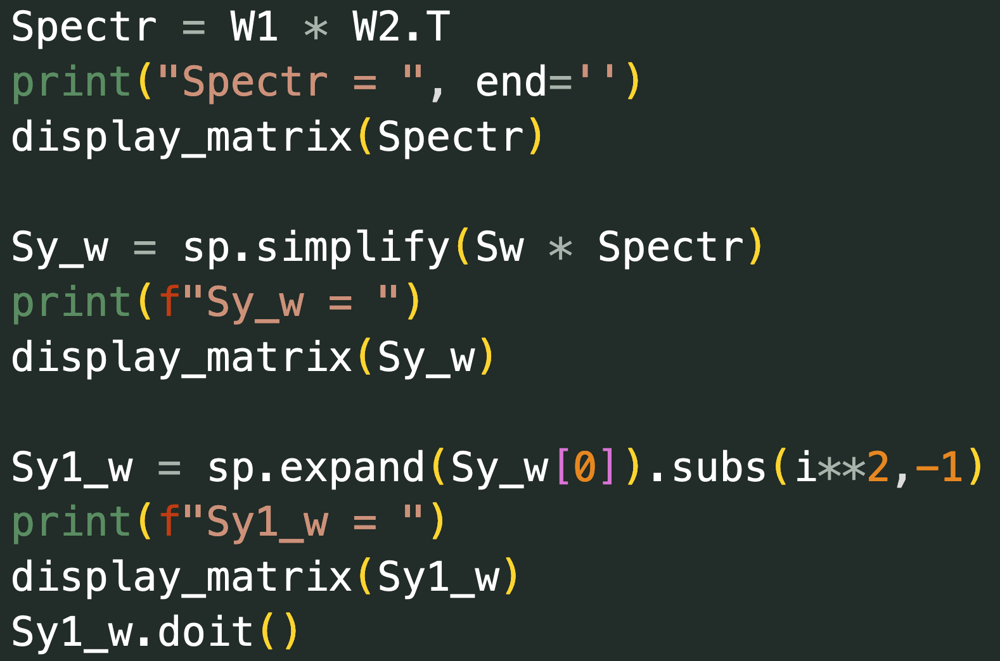 Spectr = W1 * W2.T
print("Spectr = ", end='')
display_matrix(Spectr)
Sy_w = sp.simplify(Sw * Spectr)
print(f"Sy_w = ")
display_matrix(Sy_w)
Sy1_w = sp.expand(Sy_w[0]).subs(i**2,-1)
print(f"Sy1_w = ")
display_matrix(Sy1_w)
Sy1_w.doit()